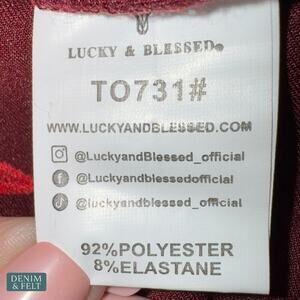 LUCKY & BLESSED®
TO731#
WWW.LUCKYANDBLESSED.COM
@LuckyandBlessed_official
@Luckyandblessedofficial
@luckyandblessed_official
92%POLYESTER
8%ELASTANE
DENIM
& FELT